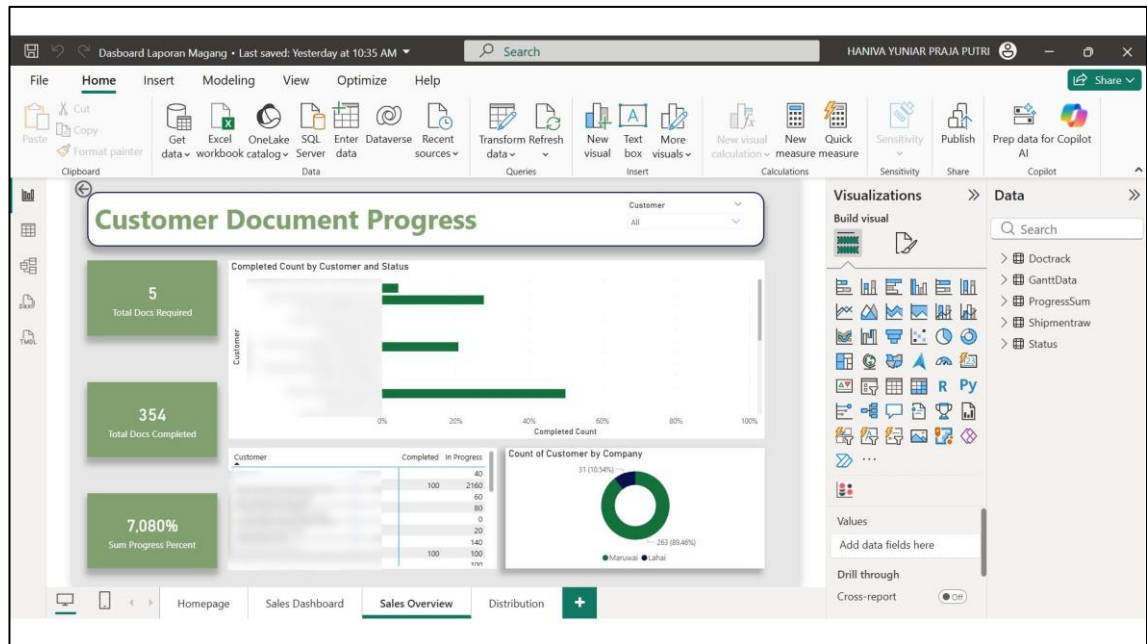 Dasboard Laporan Magang • Last saved: Yesterday at 10:35 AM
Search
HANIVA YUNIAR PRAJA PUTRI
File Home Insert Modeling View Optimize Help
Share
Paste
Cut
Copy
Format painter
Get data
Excel workbook
OneLake catalog
SQL Server
Enter data
Dataverse
Recent sources
Transform data
Refresh
New visual
Text box
More visuals
New visual calculation
New measure
Quick measure
Sensitivity
Publish
Prep data for AI
Copilot
Clipboard
Data
Queries
Insert
Calculations
Sensitivity
Share
Copilot
DAX
TMDL
Customer Document Progress
Customer
All
5
Total Docs Required
354
Total Docs Completed
7,080%
Sum Progress Percent
Completed Count by Customer and Status
Customer
0% 20% 40% 60% 80% 100%
Completed Count
Customer Completed In Progress
40
100 2160
60
80
0
20
140
100 100
100
Count of Customer by Company
31 (10.54%)
263 (89.46%)
Maruwai Lahai
Visualizations
Build visual
R Py
123
Values
Add data fields here
Drill through
Cross-report
Off
Data
Search
Doctrack
GanttData
ProgressSum
Shipmentraw
Status
Homepage
Sales Dashboard
Sales Overview
Distribution